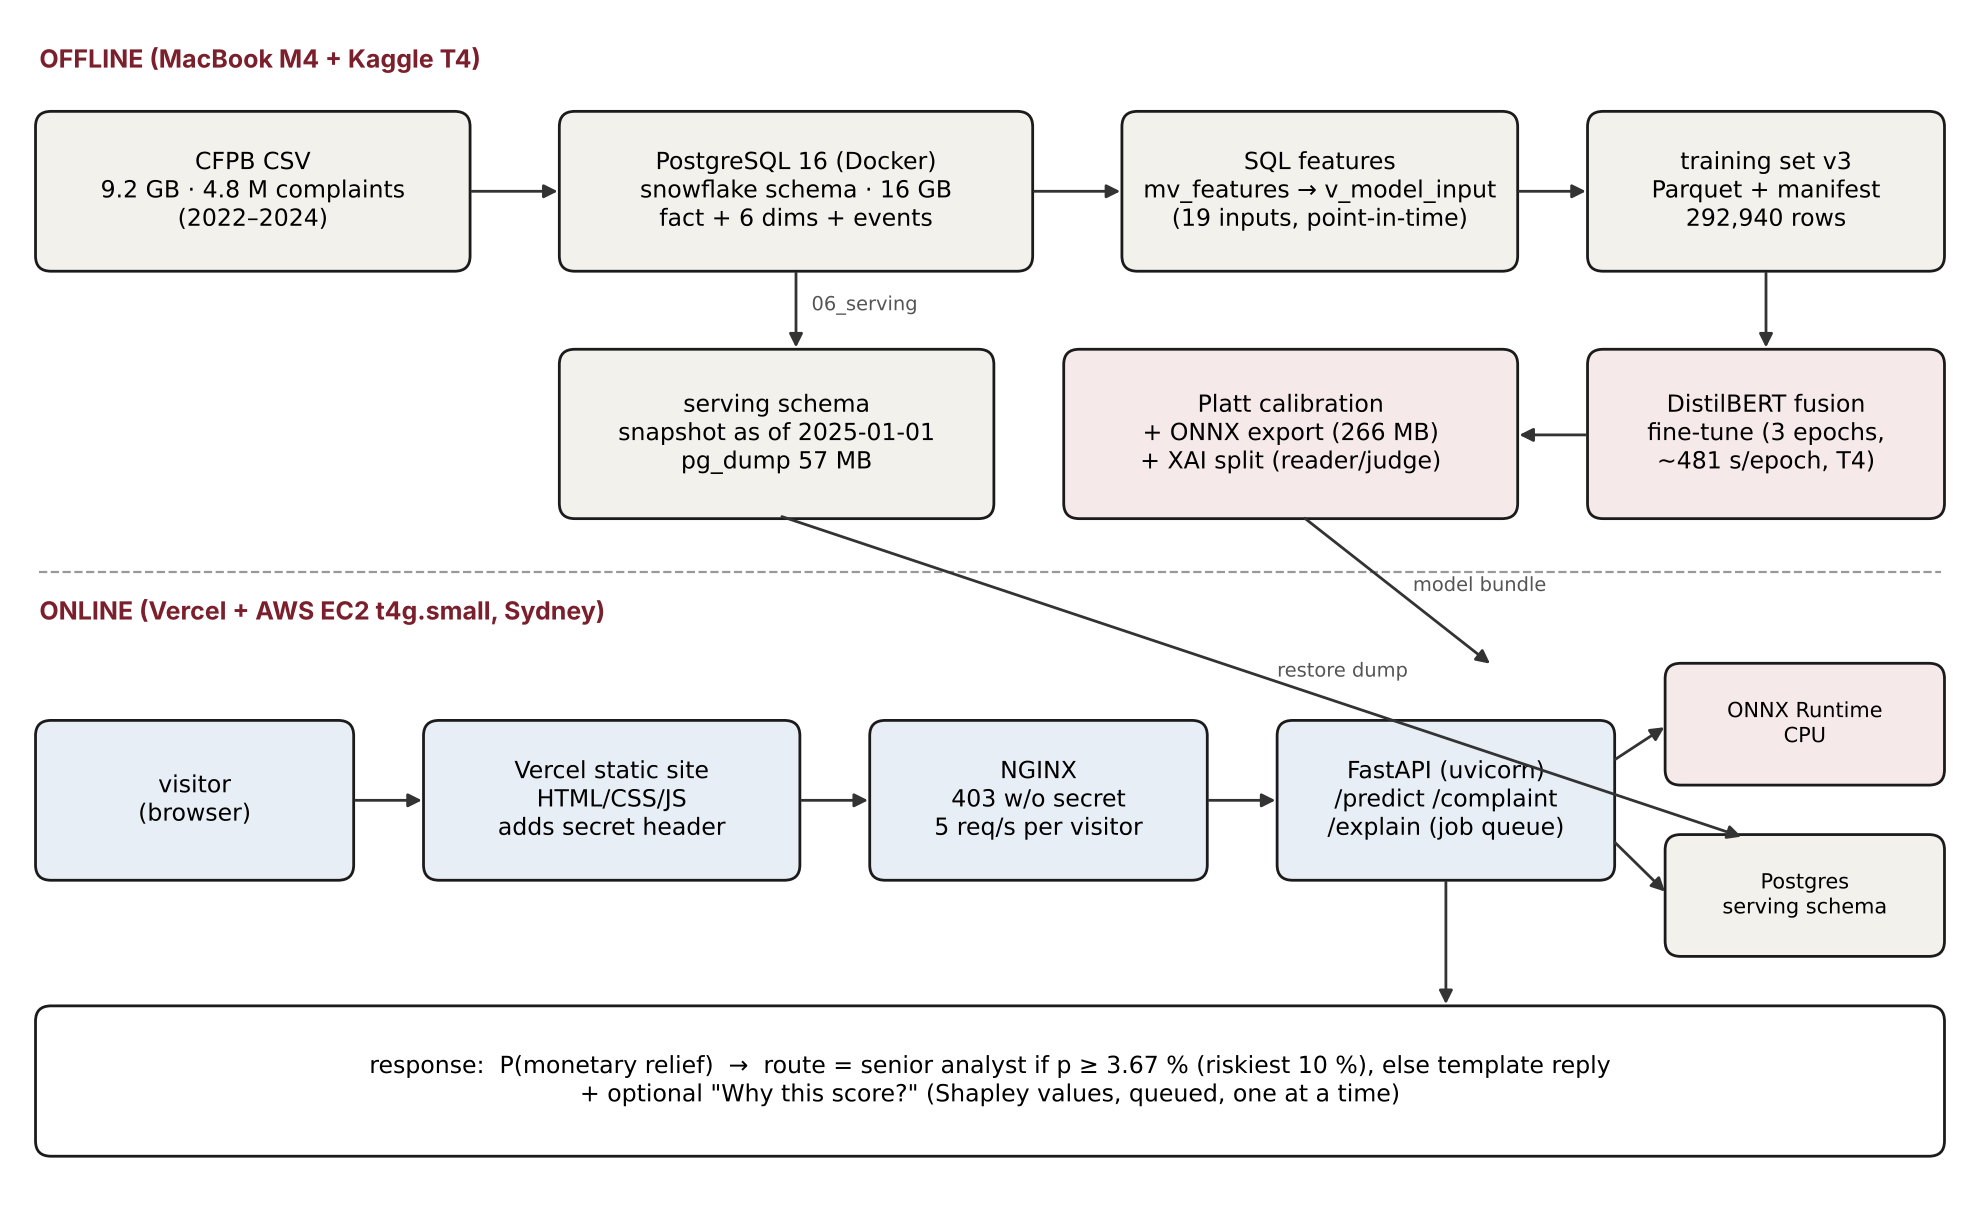 OFFLINE (MacBook M4 + Kaggle T4)
CFPB CSV
9.2 GB · 4.8 M complaints
(2022–2024)
PostgreSQL 16 (Docker)
snowflake schema · 16 GB
fact + 6 dims + events
SQL features
mv_features → v_model_input
(19 inputs, point-in-time)
training set v3
Parquet + manifest
292,940 rows
06_serving
serving schema
snapshot as of 2025-01-01
pg_dump 57 MB
Platt calibration
+ ONNX export (266 MB)
+ XAI split (reader/judge)
DistilBERT fusion
fine-tune (3 epochs,
~481 s/epoch, T4)
model bundle
ONLINE (Vercel + AWS EC2 t4g.small, Sydney)
restore dump
visitor
(browser)
Vercel static site
HTML/CSS/JS
adds secret header
NGINX
403 w/o secret
5 req/s per visitor
FastAPI (uvicorn)
/predict /complaint
/explain (job queue)
ONNX Runtime
CPU
Postgres
serving schema
response:  P(monetary relief)  →  route = senior analyst if p ≥ 3.67 % (riskiest 10 %), else template reply
+ optional "Why this score?" (Shapley values, queued, one at a time)